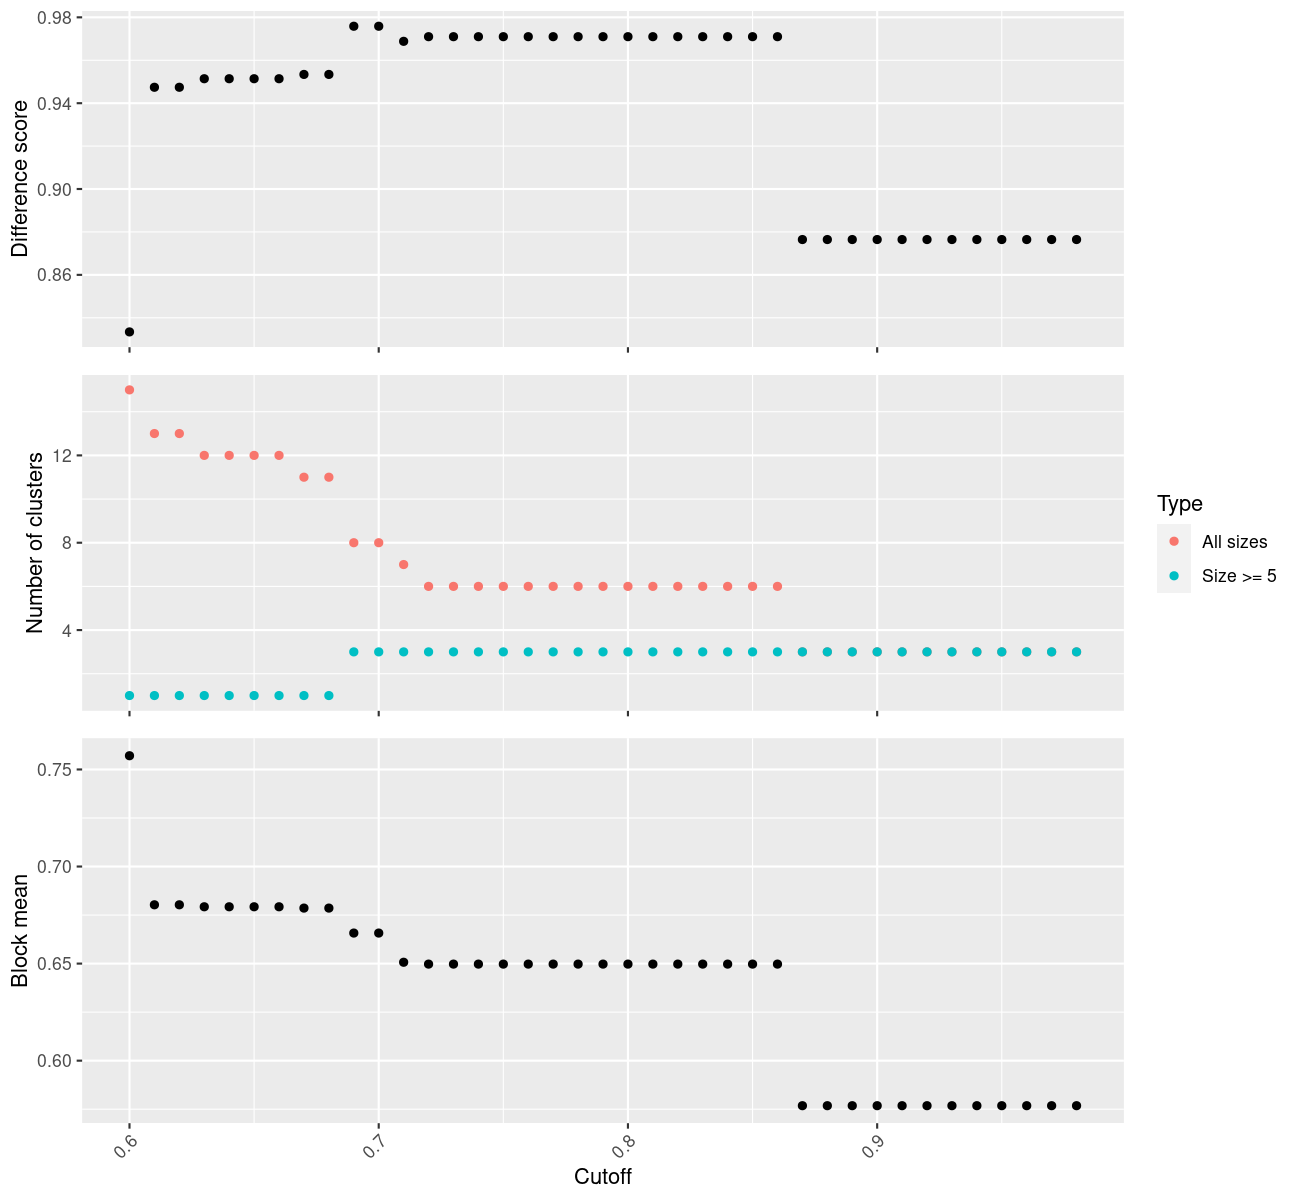 Difference score
0.98
0.94
0.90
0.86
Number of clusters
12
8
4
Type
All sizes
Size >= 5
Block mean
0.75
0.70
0.65
0.60
0.6
0.7
0.8
0.9
Cutoff